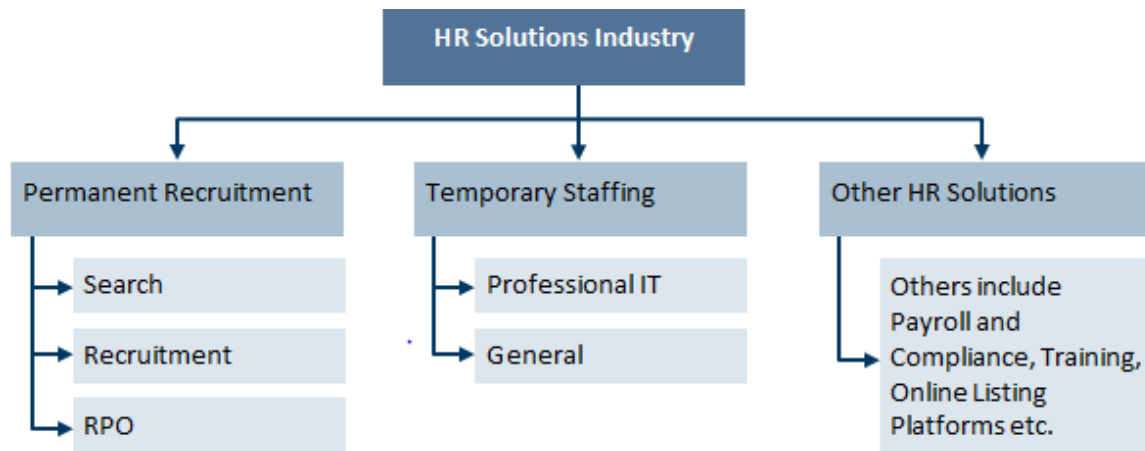 HR Solutions Industry
Permanent Recruitment
Search
Recruitment
RPO
Temporary Staffing
Professional IT
General
Other HR Solutions
Others include
Payroll and
Compliance, Training,
Online Listing
Platforms etc.